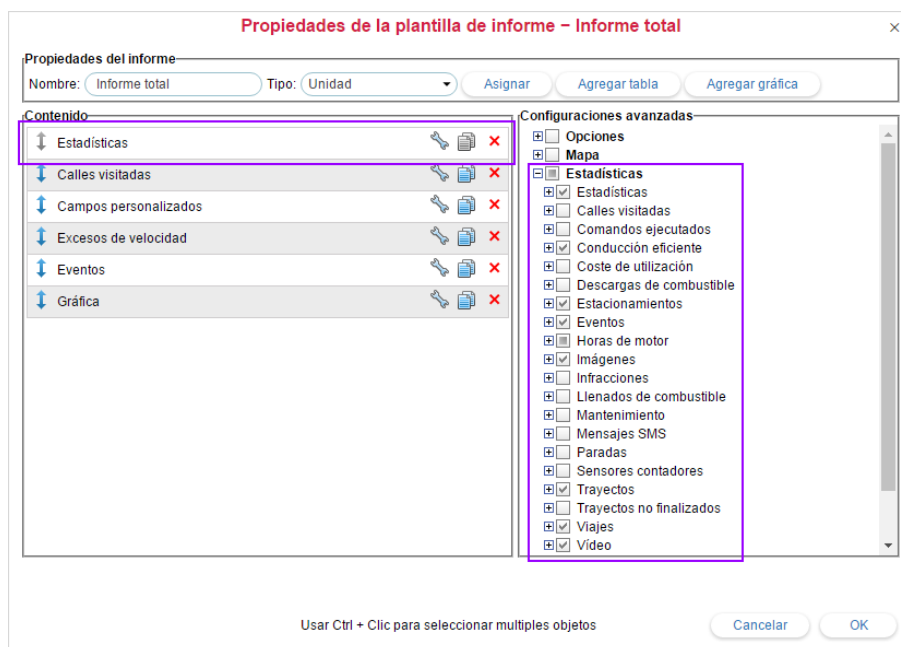 Propiedades de la plantilla de informe – Informe total
×
Propiedades del informe
Nombre: Informe total Tipo: Unidad Asignar Agregar tabla Agregar gráfica
Contenido
Estadísticas
Calles visitadas
Campos personalizados
Excesos de velocidad
Eventos
Gráfica
Configuraciones avanzadas
Opciones
Mapa
Estadísticas
Estadísticas
Calles visitadas
Comandos ejecutados
Conducción eficiente
Coste de utilización
Descargas de combustible
Estacionamientos
Eventos
Horas de motor
Imágenes
Infracciones
Llenados de combustible
Mantenimiento
Mensajes SMS
Paradas
Sensores contadores
Trayectos
Trayectos no finalizados
Viajes
Vídeo
Usar Ctrl + Clic para seleccionar multiples objetos Cancelar OK